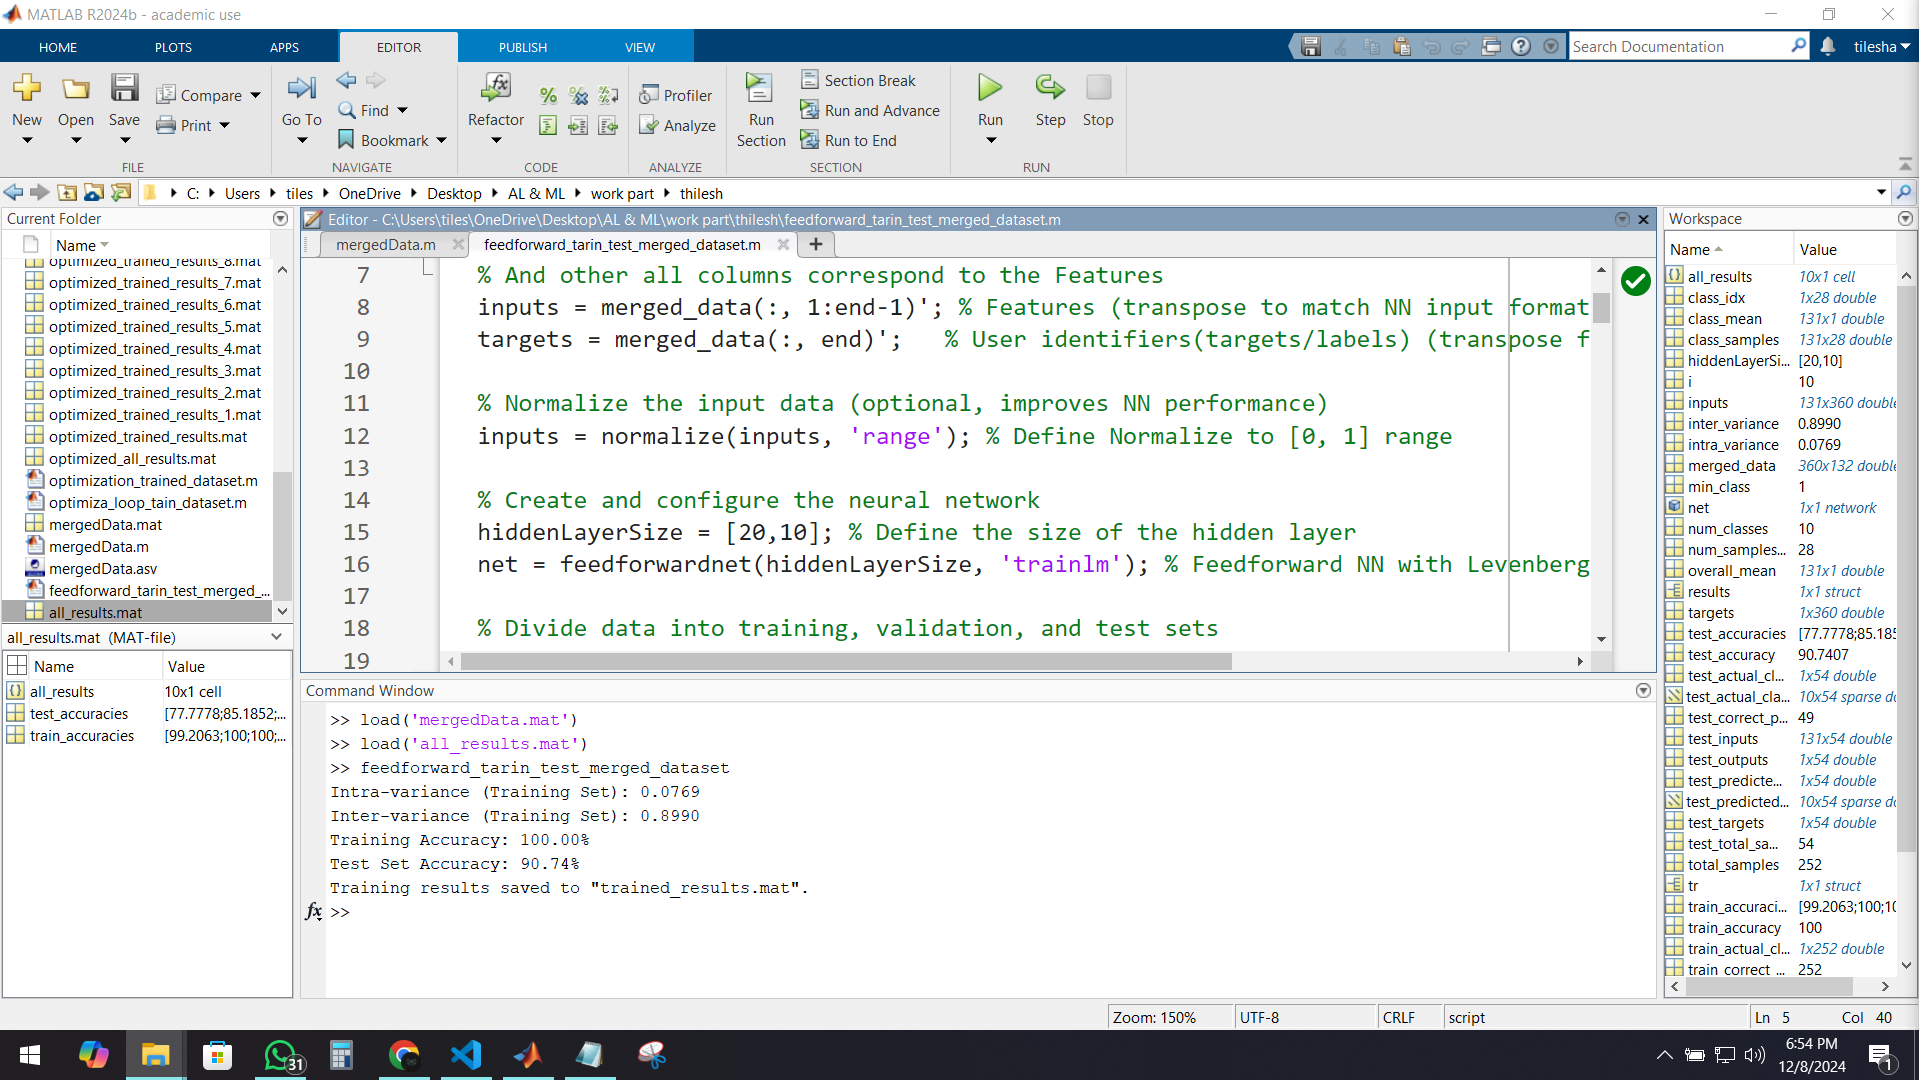 MATLAB R2024b - academic use
HOME PLOTS APPS EDITOR PUBLISH VIEW
Search Documentation
tilesha
New Open Save Compare Print
FILE
Go To Find Bookmark
NAVIGATE
Refactor
CODE
Profiler Analyze
ANALYZE
Run Section Section Break Run and Advance Run to End
SECTION
Run Step Stop
RUN
C: Users tiles OneDrive Desktop AL & ML work part thilesh
Current Folder
Name
optimized_trained_results_8.mat
optimized_trained_results_7.mat
optimized_trained_results_6.mat
optimized_trained_results_5.mat
optimized_trained_results_4.mat
optimized_trained_results_3.mat
optimized_trained_results_2.mat
optimized_trained_results_1.mat
optimized_trained_results.mat
optimized_all_results.mat
optimization_trained_dataset.m
optimiza_loop_tain_dataset.m
mergedData.mat
mergedData.m
mergedData.asv
feedforward_tarin_test_merged_...
all_results.mat
all_results.mat (MAT-file)
Name Value
all_results 10x1 cell
test_accuracies [77.7778;85.1852;...
train_accuracies [99.2063;100;100;...
Editor - C:\Users\tiles\OneDrive\Desktop\AL & ML\work part\thilesh\feedforward_tarin_test_merged_dataset.m
mergedData.m feedforward_tarin_test_merged_dataset.m
7 % And other all columns correspond to the Features
8 inputs = merged_data(:, 1:end-1)'; % Features (transpose to match NN input format
9 targets = merged_data(:, end)'; % User identifiers(targets/labels) (transpose f
10
11 % Normalize the input data (optional, improves NN performance)
12 inputs = normalize(inputs, 'range'); % Define Normalize to [0, 1] range
13
14 % Create and configure the neural network
15 hiddenLayerSize = [20,10]; % Define the size of the hidden layer
16 net = feedforwardnet(hiddenLayerSize, 'trainlm'); % Feedforward NN with Levenberg
17
18 % Divide data into training, validation, and test sets
19
Command Window
>> load('mergedData.mat')
>> load('all_results.mat')
>> feedforward_tarin_test_merged_dataset
Intra-variance (Training Set): 0.0769
Inter-variance (Training Set): 0.8990
Training Accuracy: 100.00%
Test Set Accuracy: 90.74%
Training results saved to "trained_results.mat".
fx >>
Workspace
Name Value
all_results 10x1 cell
class_idx 1x28 double
class_mean 131x1 double
class_samples 131x28 double
hiddenLayerSi... [20,10]
i 10
inputs 131x360 double
inter_variance 0.8990
intra_variance 0.0769
merged_data 360x132 double
min_class 1
net 1x1 network
num_classes 10
num_samples... 28
overall_mean 131x1 double
results 1x1 struct
targets 1x360 double
test_accuracies [77.7778;85.185
test_accuracy 90.7407
test_actual_cl... 1x54 double
test_actual_cla... 10x54 sparse do
test_correct_p... 49
test_inputs 131x54 double
test_outputs 1x54 double
test_predicte... 1x54 double
test_predicted... 10x54 sparse do
test_targets 1x54 double
test_total_sa... 54
total_samples 252
tr 1x1 struct
train_accuraci... [99.2063;100;10
train_accuracy 100
train_actual_cl... 1x252 double
train_correct_... 252
Zoom: 150% UTF-8 CRLF script Ln 5 Col 40
31
6:54 PM
12/8/2024
1